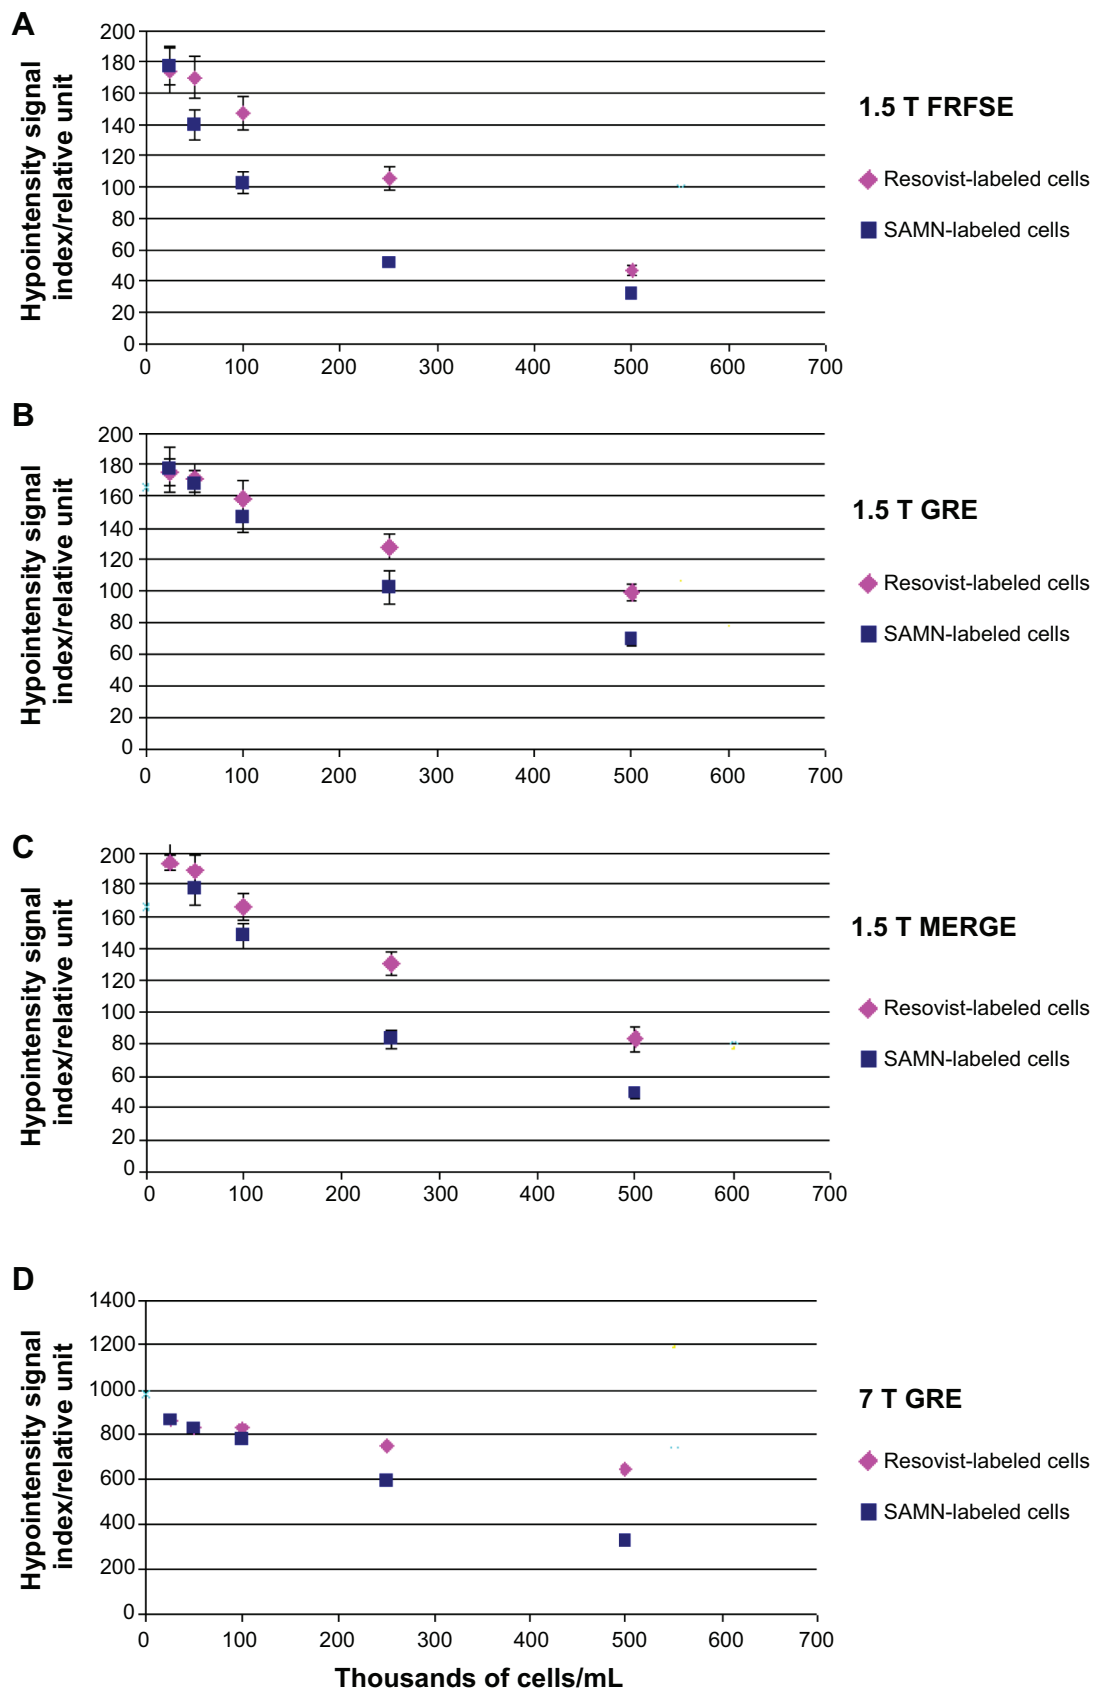 A
Hypointensity signal
index/relative unit
200
180
160
140
120
100
80
60
40
20
0
0 100 200 300 400 500 600 700
1.5 T FRFSE
Resovist-labeled cells
SAMN-labeled cells
B
Hypointensity signal
index/relative unit
200
180
160
140
120
100
80
60
40
20
0
0 100 200 300 400 500 600 700
1.5 T GRE
Resovist-labeled cells
SAMN-labeled cells
C
Hypointensity signal
index/relative unit
200
180
160
140
120
100
80
60
40
20
0
0 100 200 300 400 500 600 700
1.5 T MERGE
Resovist-labeled cells
SAMN-labeled cells
D
Hypointensity signal
index/relative unit
1400
1200
1000
800
600
400
200
0
0 100 200 300 400 500 600 700
7 T GRE
Resovist-labeled cells
SAMN-labeled cells
Thousands of cells/mL